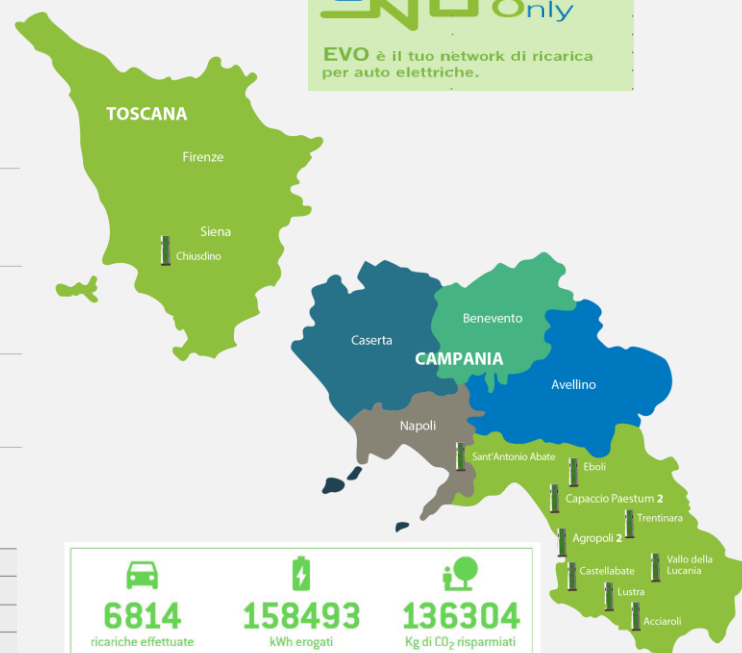 Only
EVO è il tuo network di ricarica
per auto elettriche.
TOSCANA
Firenze
Siena
Chiusdino
Benevento
Caserta
CAMPANIA
Avellino
Napoli
Sant'Antonio Abate
Eboli
Capaccio Paestum 2
Trentinara
Agropoli 2
Vallo della
Lucania
Castellabate
Lustra
Acciaroli
6814
ricariche effettuate
158493
kWh erogati
136304
Kg di CO₂ risparmiati